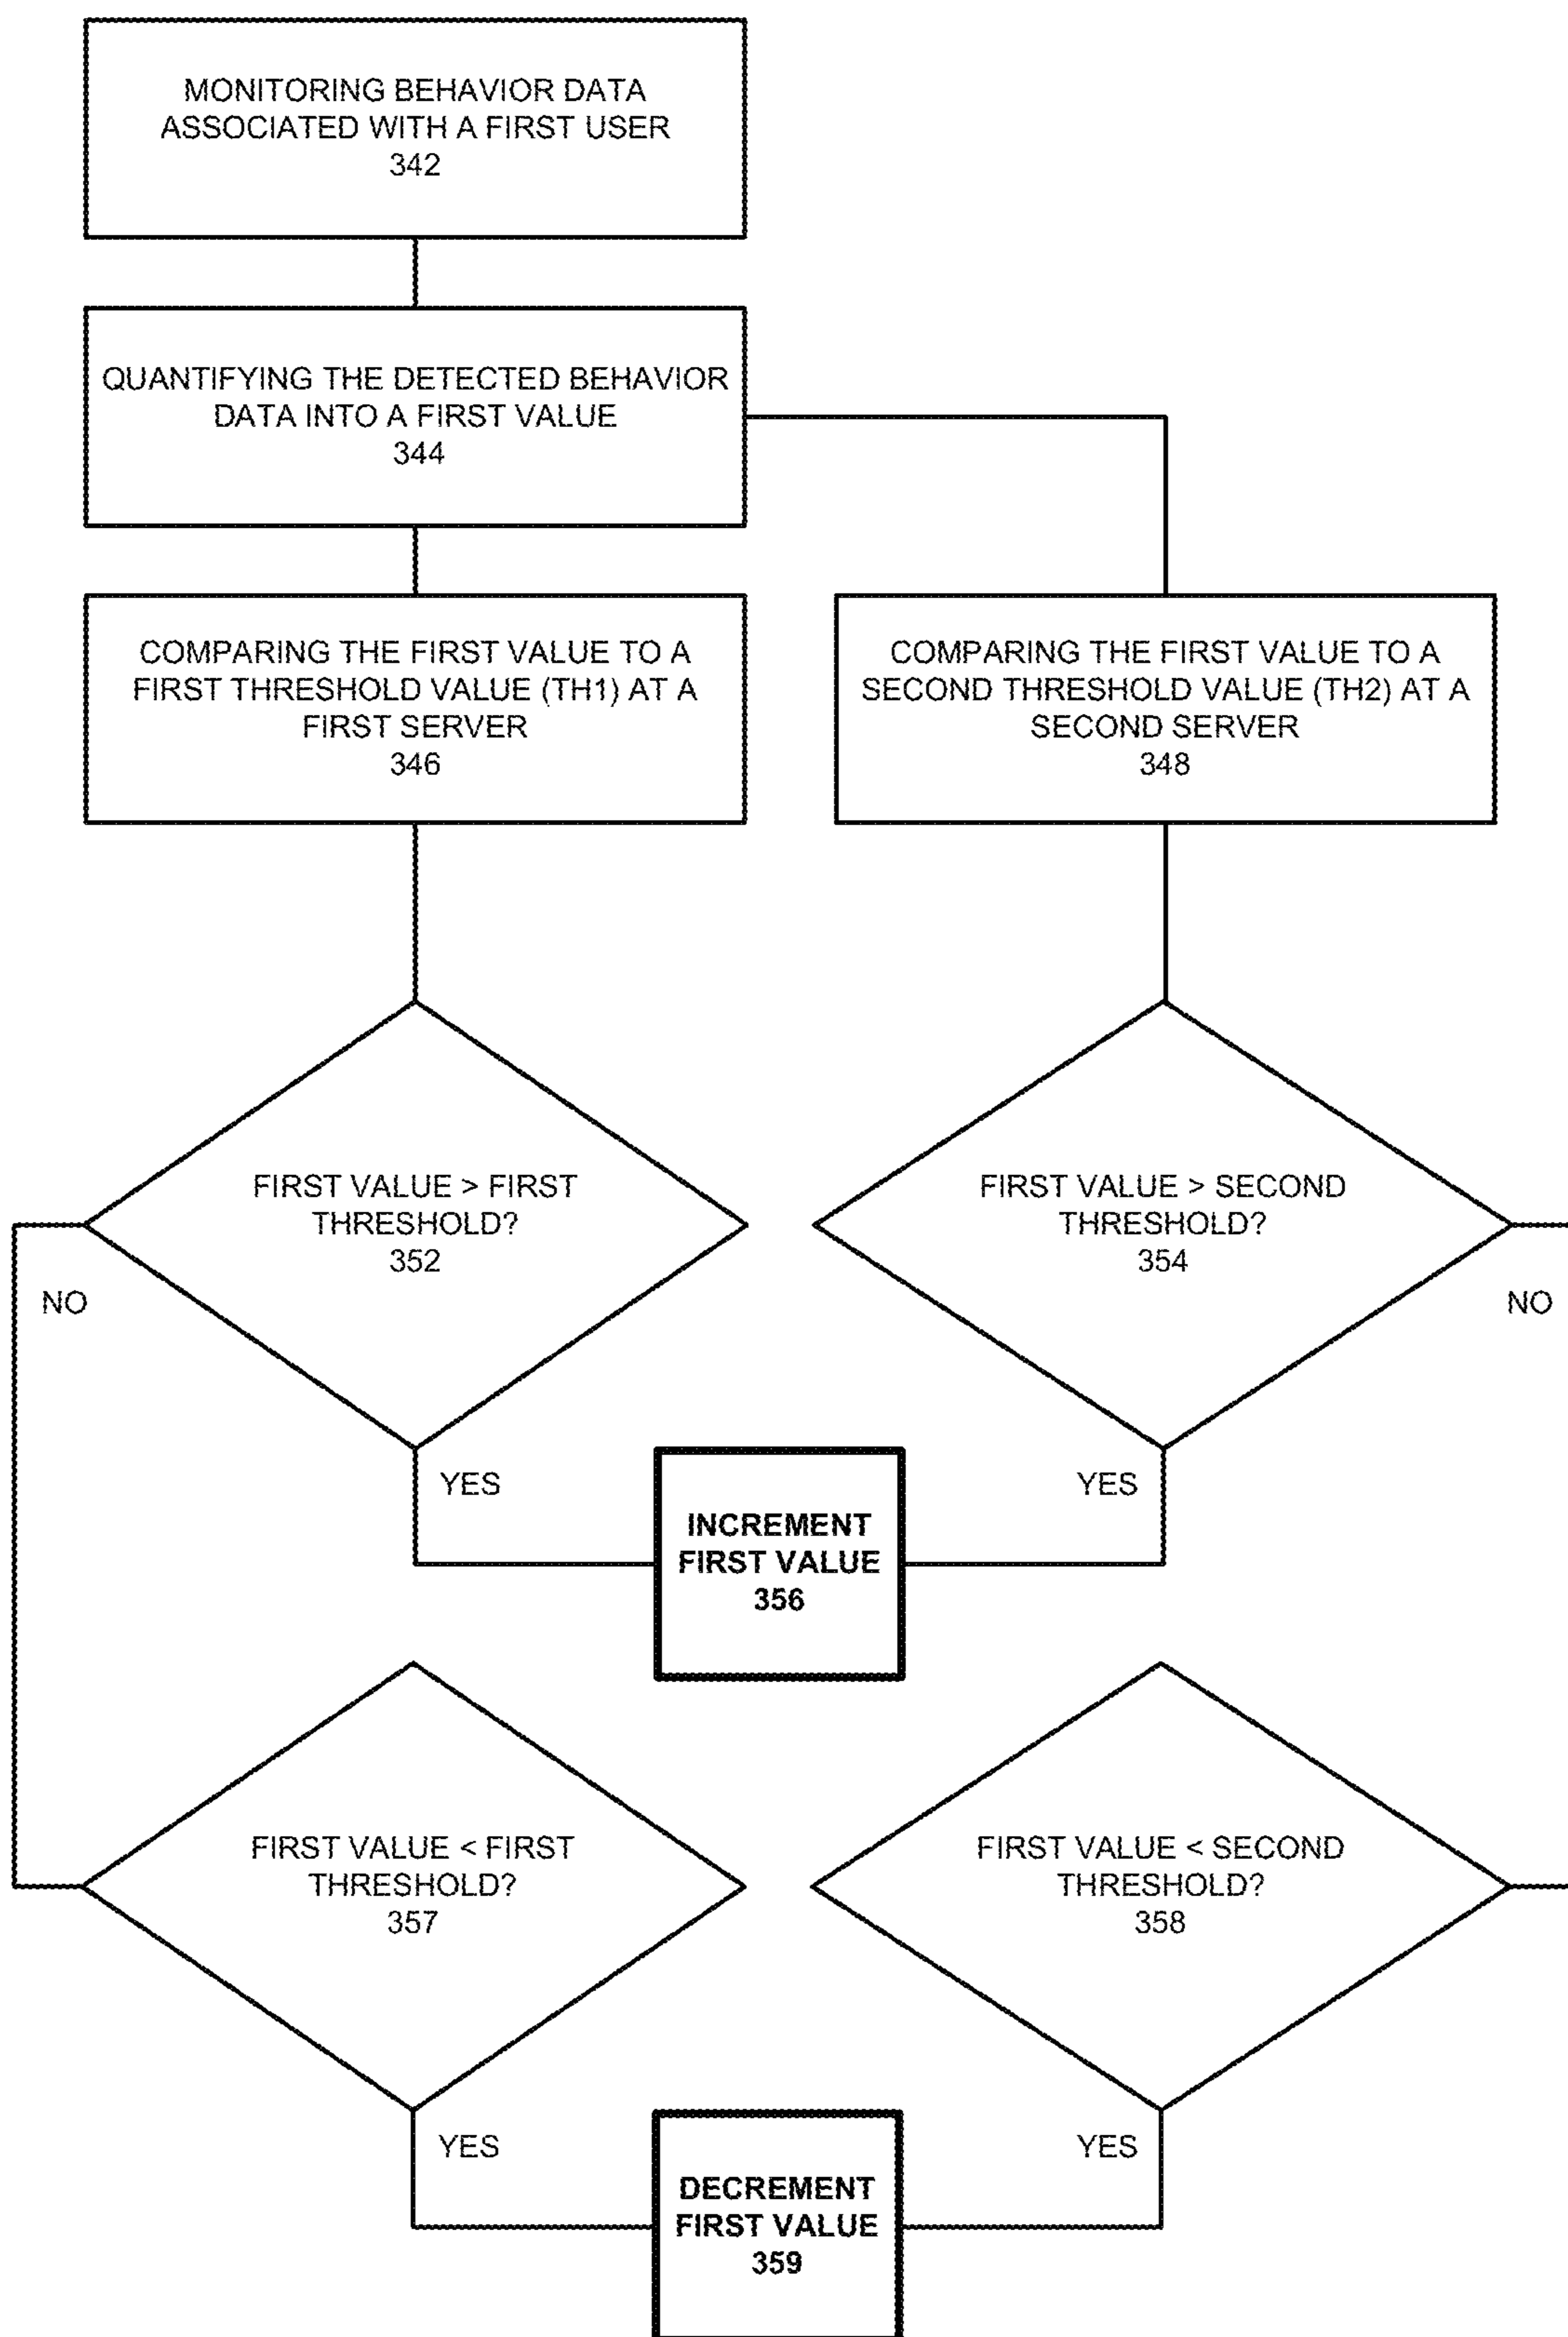 MONITORING BEHAVIOR DATA
ASSOCIATED WITH A FIRST USER
342
QUANTIFYING THE DETECTED BEHAVIOR
DATA INTO A FIRST VALUE
344
COMPARING THE FIRST VALUE TO A
FIRST THRESHOLD VALUE (TH1) AT A
FIRST SERVER
346
COMPARING THE FIRST VALUE TO A
SECOND THRESHOLD VALUE (TH2) AT A
SECOND SERVER
348
FIRST VALUE > FIRST
THRESHOLD?
352
FIRST VALUE > SECOND
THRESHOLD?
354
NO
NO
YES
YES
INCREMENT
FIRST VALUE
356
FIRST VALUE < FIRST
THRESHOLD?
357
FIRST VALUE < SECOND
THRESHOLD?
358
YES
YES
DECREMENT
FIRST VALUE
359